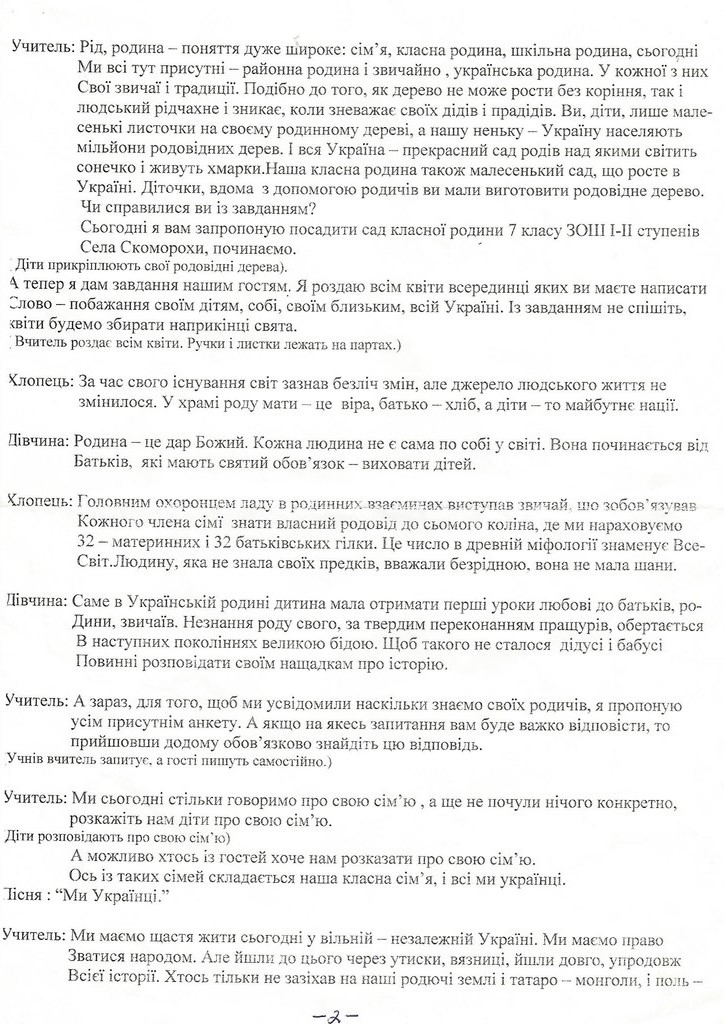 Учитель: Рід, родина – поняття дуже широке: сім’я, класна родина, шкільна родина, сьогодні
Ми всі тут присутні – районна родина і звичайно , українська родина. У кожної з них
Свої звичаї і традиції. Подібно до того, як дерево не може рости без коріння, так і
людський рідчахне і зникає, коли зневажає своїх дідів і прадідів. Ви, діти, лише мале-
сенькі листочки на своєму родинному дереві, а нашу неньку – Україну населяють
мільйони родовідних дерев. І вся Україна – прекрасний сад родів над якими світить
сонечко і живуть хмарки.Наша класна родина також малесенький сад, що росте в
Україні. Діточки, вдома з допомогою родичів ви мали виготовити родовідне дерево.
Чи справилися ви із завданням?
Сьогодні я вам запропоную посадити сад класної родини 7 класу ЗОШ І-ІІ ступенів
Села Скоморохи, починаємо.
Діти прикріплюють свої родовідні дерева).
А тепер я дам завдання нашим гостям. Я роздаю всім квіти всерединці яких ви маєте написати
Слово – побажання своїм дітям, собі, своїм близьким, всій Україні. Із завданням не спішіть,
квіти будемо збирати наприкінці свята.
Вчитель роздає всім квіти. Ручки і листки лежать на партах.)
Хлопець: За час свого існування світ зазнав безліч змін, але джерело людського життя не
змінилося. У храмі роду мати – це віра, батько – хліб, а діти – то майбутнє нації.
Дівчина: Родина – це дар Божий. Кожна людина не є сама по собі у світі. Вона починається від
Батьків, які мають святий обов’язок – виховати дітей.
Хлопець: Головним охоронцем ладу в родинних взаєминах виступав звичай, що зобов’язував
Кожного члена сімї знати власний родовід до сьомого коліна, де ми нараховуємо
32 – материнних і 32 батьківських гілки. Це число в древній міфології знаменує Все-
Світ.Людину, яка не знала своїх предків, вважали безрідною, вона не мала шани.
Дівчина: Саме в Українській родині дитина мала отримати перші уроки любові до батьків, ро-
Дини, звичаїв. Незнання роду свого, за твердим переконанням пращурів, обертається
В наступних поколіннях великою бідою. Щоб такого не сталося дідусі і бабусі
Повинні розповідати своїм нащадкам про історію.
Учитель: А зараз, для того, щоб ми усвідомили наскільки знаємо своїх родичів, я пропоную
усім присутнім анкету. А якщо на якесь запитання вам буде важко відповісти, то
прийшовши додому обов’язково знайдіть цю відповідь.
Учнів вчитель запитує, а гості пишуть самостійно.)
Учитель: Ми сьогодні стільки говоримо про свою сім’ю , а ще не почули нічого конкретно,
розкажіть нам діти про свою сім’ю.
Діти розповідають про свою сім’ю)
А можливо хтось із гостей хоче нам розказати про свою сім’ю.
Ось із таких сімей складається наша класна сім’я, і всі ми українці.
Пісня : “Ми Українці.”
Учитель: Ми маємо щастя жити сьогодні у вільній – незалежній Україні. Ми маємо право
Зватися народом. Але йшли до цього через утиски, вязниці, йшли довго, упродовж
Всієї історії. Хтось тільки не зазіхав на наші родючі землі і татаро – монголи, і поль –
–2–